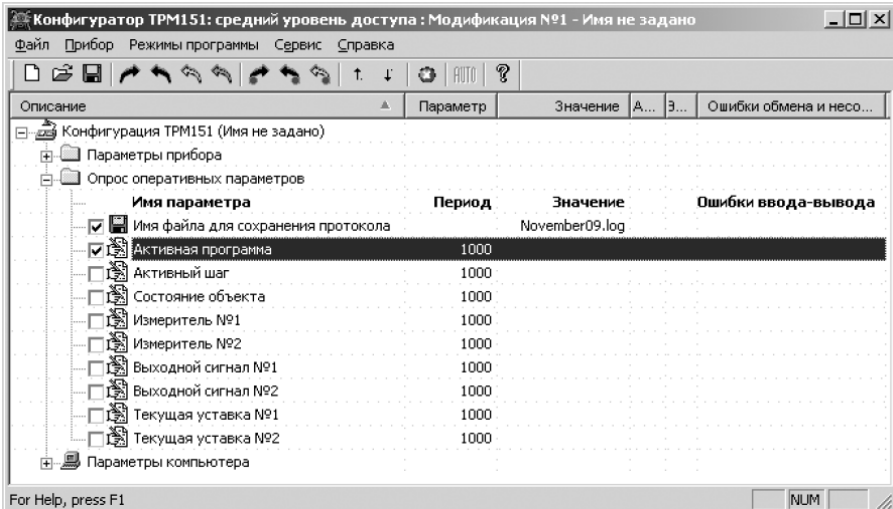 Конфигуратор ТРМ151: средний уровень доступа : Модификация №1 - Имя не задано
Файл Прибор Режимы программы Сервис Справка
AUTO
Описание Параметр Значение А... З... Ошибки обмена и несо...
Конфигурация ТРМ151 (Имя не задано)
Параметры прибора
Опрос оперативных параметров
Имя параметра Период Значение Ошибки ввода-вывода
Имя файла для сохранения протокола November09.log
Активная программа 1000
Активный шаг 1000
Состояние объекта 1000
Измеритель №1 1000
Измеритель №2 1000
Выходной сигнал №1 1000
Выходной сигнал №2 1000
Текущая уставка №1 1000
Текущая уставка №2 1000
Параметры компьютера
For Help, press F1 NUM